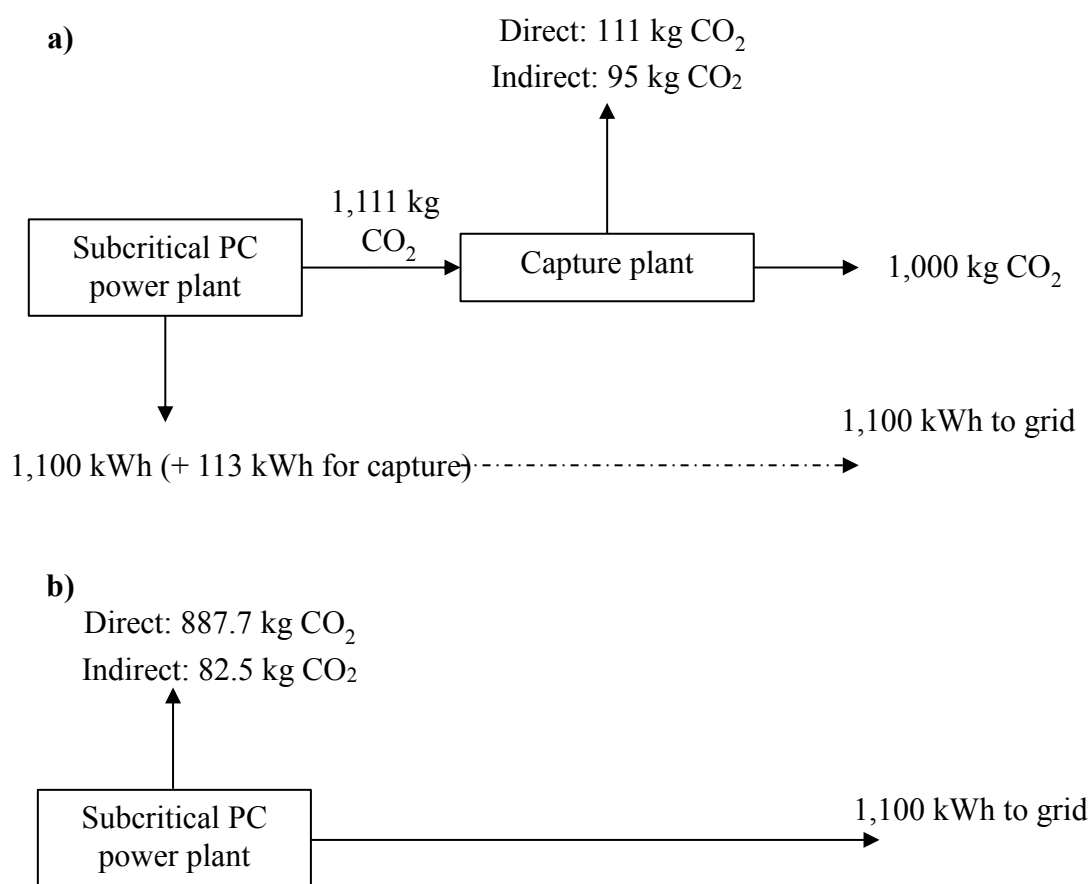 a)
Direct: 111 kg CO₂
Indirect: 95 kg CO₂
1,111 kg
CO₂
Subcritical PC
power plant
Capture plant
1,000 kg CO₂
1,100 kWh to grid
1,100 kWh (+ 113 kWh for capture)
b)
Direct: 887.7 kg CO₂
Indirect: 82.5 kg CO₂
Subcritical PC
power plant
1,100 kWh to grid